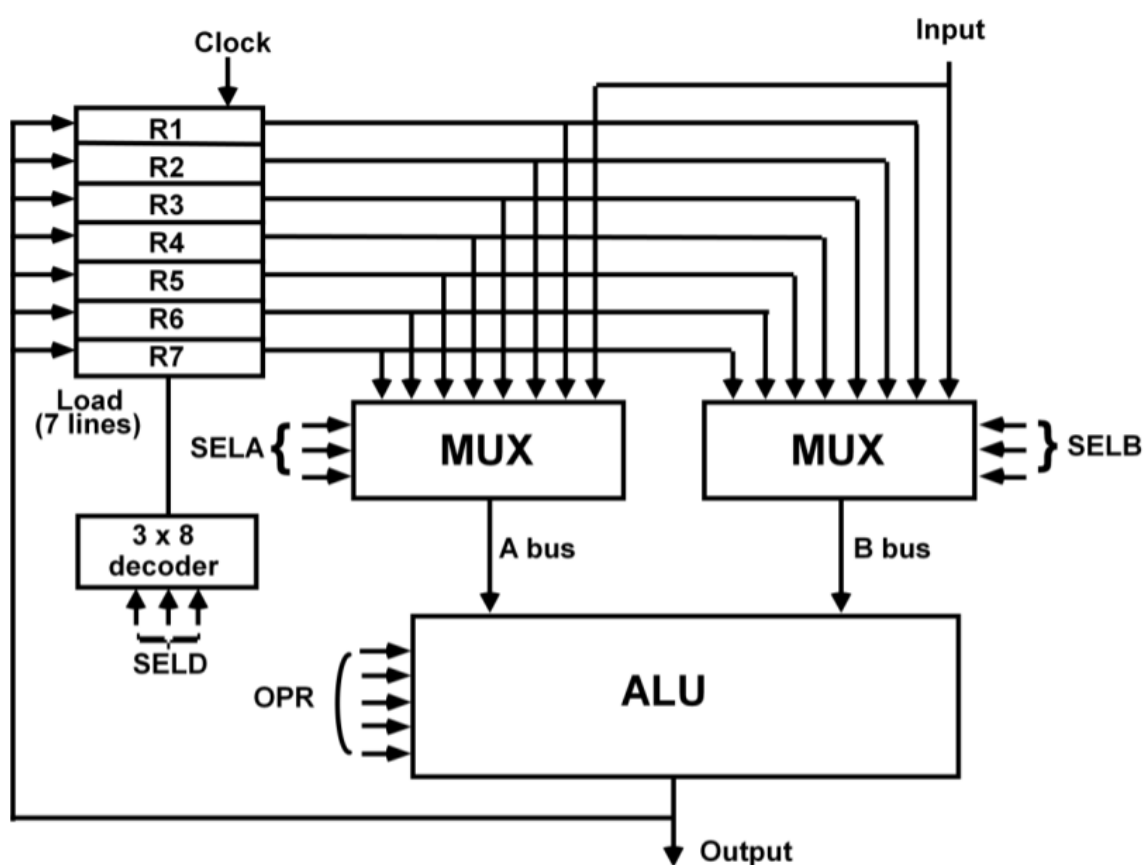 Clock
Input
R1
R2
R3
R4
R5
R6
R7
Load
(7 lines)
SELA {
MUX
MUX
} SELB
3 x 8
decoder
A bus
B bus
SELD
OPR
ALU
Output